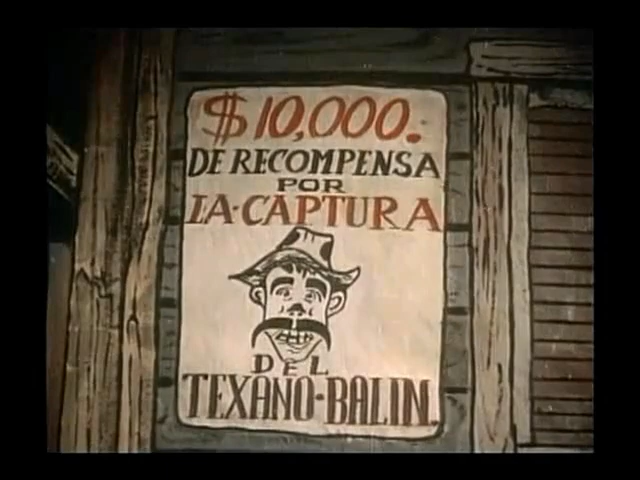 $10,000.
DE RECOMPENSA
POR
LA-CAPTURA
DEL
TEXANO-BALIN.